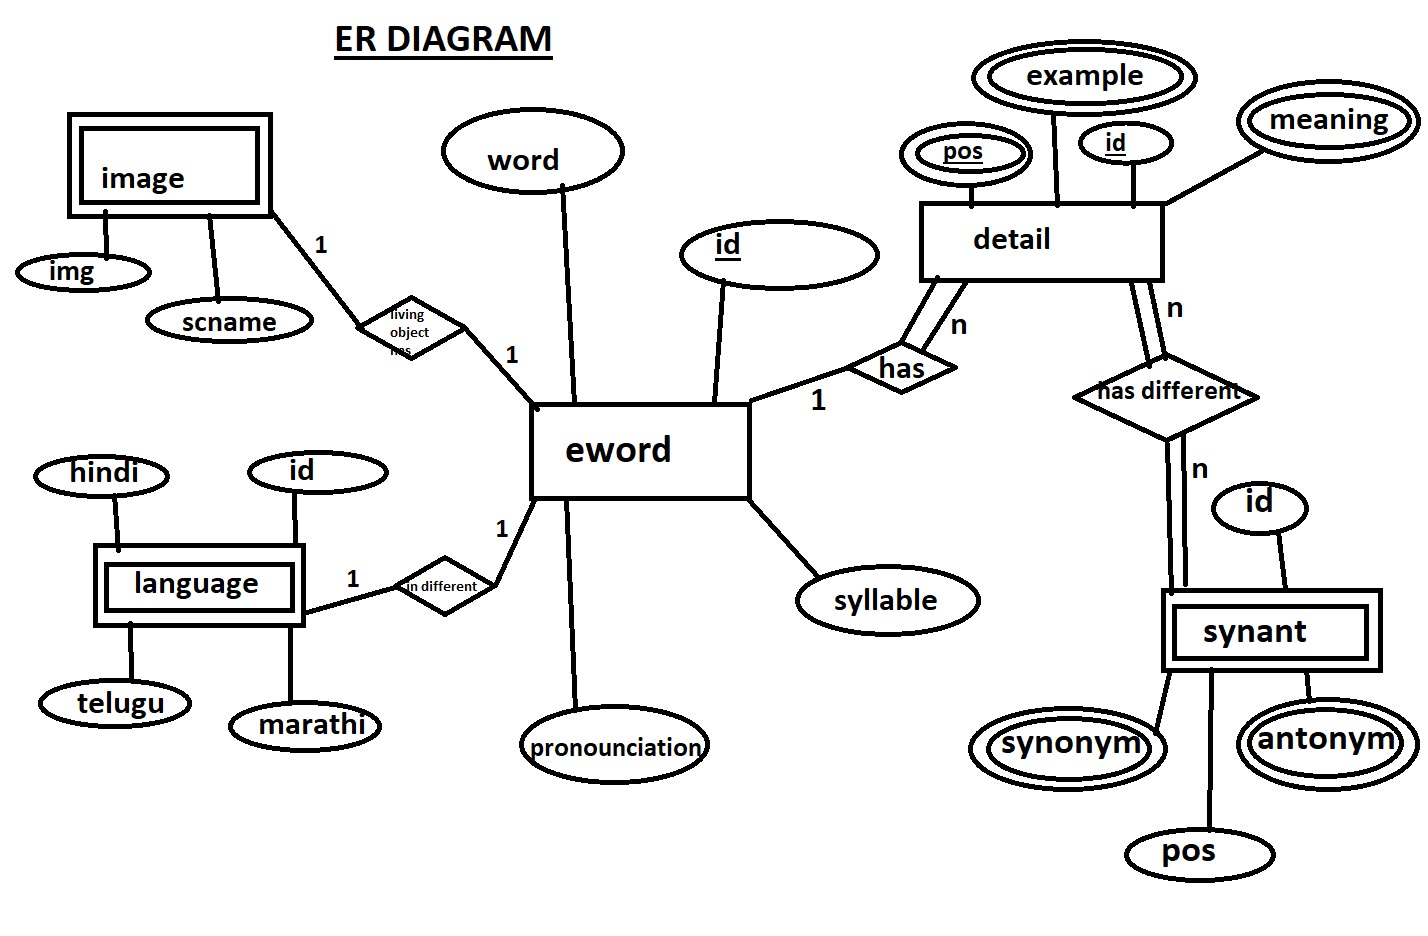 ER DIAGRAM
example
meaning
pos
id
word
image
detail
id
img
scname
1
living
object
has
1
n
n
has
1
has different
eword
hindi
id
n
id
1
language
1
in different
syllable
synant
telugu
marathi
pronounciation
synonym
antonym
pos